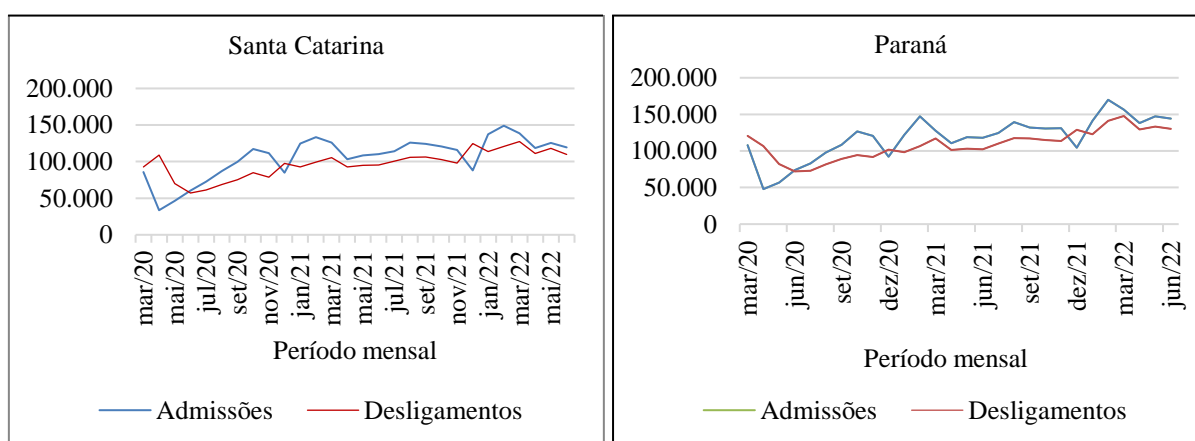 Santa Catarina
200.000
150.000
100.000
50.000
0
mar/20
mai/20
jul/20
set/20
nov/20
jan/21
mar/21
mai/21
jul/21
set/21
nov/21
jan/22
mar/22
mai/22
Período mensal
Admissões
Desligamentos
Paraná
200.000
150.000
100.000
50.000
0
mar/20
jun/20
set/20
dez/20
mar/21
jun/21
set/21
dez/21
mar/22
jun/22
Período mensal
Admissões
Desligamentos